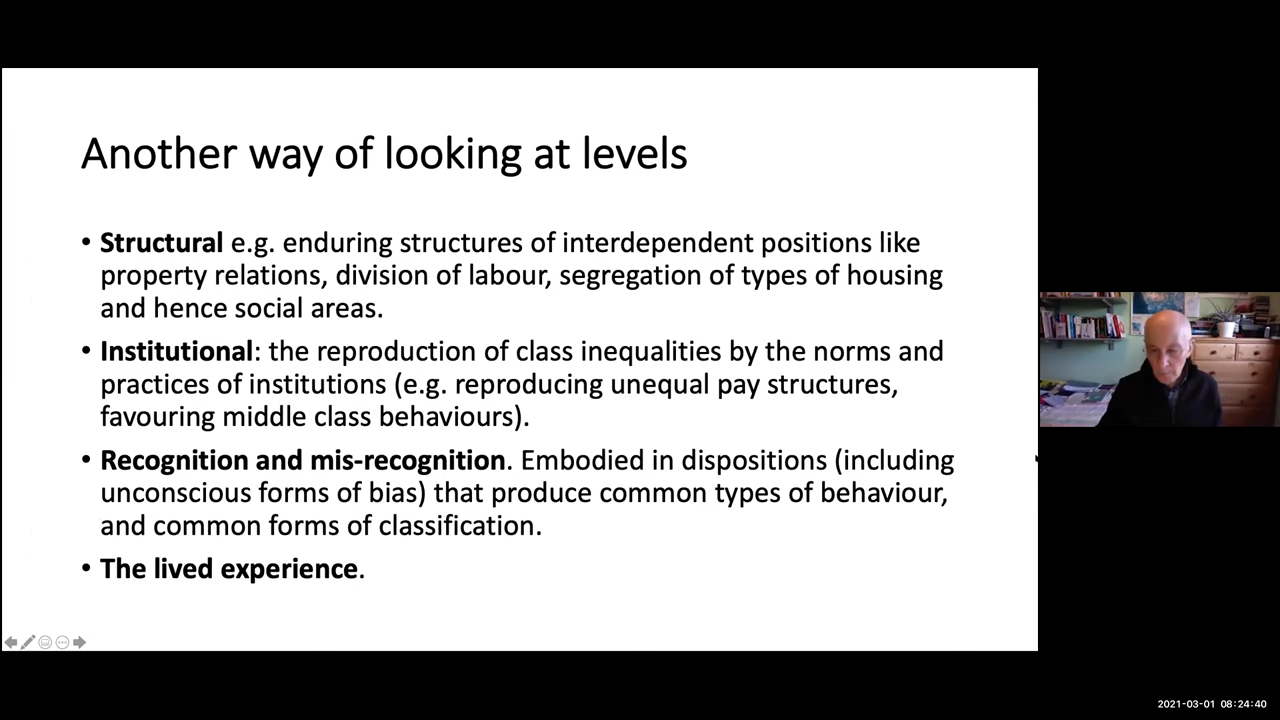 Another way of looking at levels
• Structural e.g. enduring structures of interdependent positions like
property relations, division of labour, segregation of types of housing
and hence social areas.
• Institutional: the reproduction of class inequalities by the norms and
practices of institutions (e.g. reproducing unequal pay structures,
favouring middle class behaviours).
• Recognition and mis-recognition. Embodied in dispositions (including
unconscious forms of bias) that produce common types of behaviour,
and common forms of classification.
• The lived experience.
2021-03-01 08:24:40